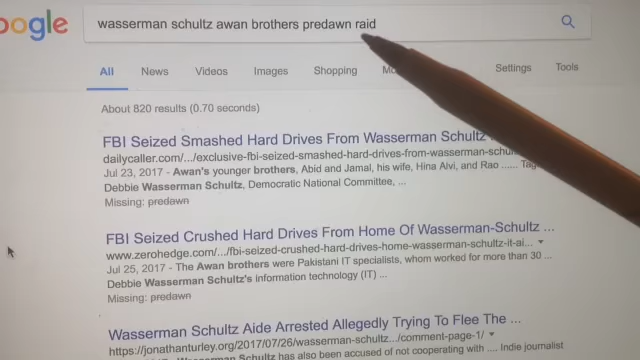 oogle
wasserman schultz awan brothers predawn raid
All News Videos Images Shopping Settings Tools
About 820 results (0.70 seconds)
FBI Seized Smashed Hard Drives From Wasserman Schultz
dailycaller.com/.../exclusive-fbi-seized-smashed-hard-drives-from-wasserman-schul
Jul 23, 2017 - Awan's younger brothers, Abid and Jamal, his wife, Hina Alvi, and Rao ......
Debbie Wasserman Schultz, Democratic National Committee, ...
Missing: predawn
FBI Seized Crushed Hard Drives From Home Of Wasserman-Schultz ...
www.zerohedge.com/.../fbi-seized-crushed-hard-drives-home-wasserman-schultz-it-ai...
Jul 25, 2017 - The Awan brothers were Pakistani IT specialists, whom worked for more than 30 ...
Debbie Wasserman Schultz's information technology (IT) ...
Missing: predawn
Wasserman Schultz Aide Arrested Allegedly Trying To Flee The ...
https://jonathanturley.org/2017/07/26/wasserman-schultz.../comment-page-1/
Wasserman Schultz has also been accused of not cooperating with .... Indie journalist